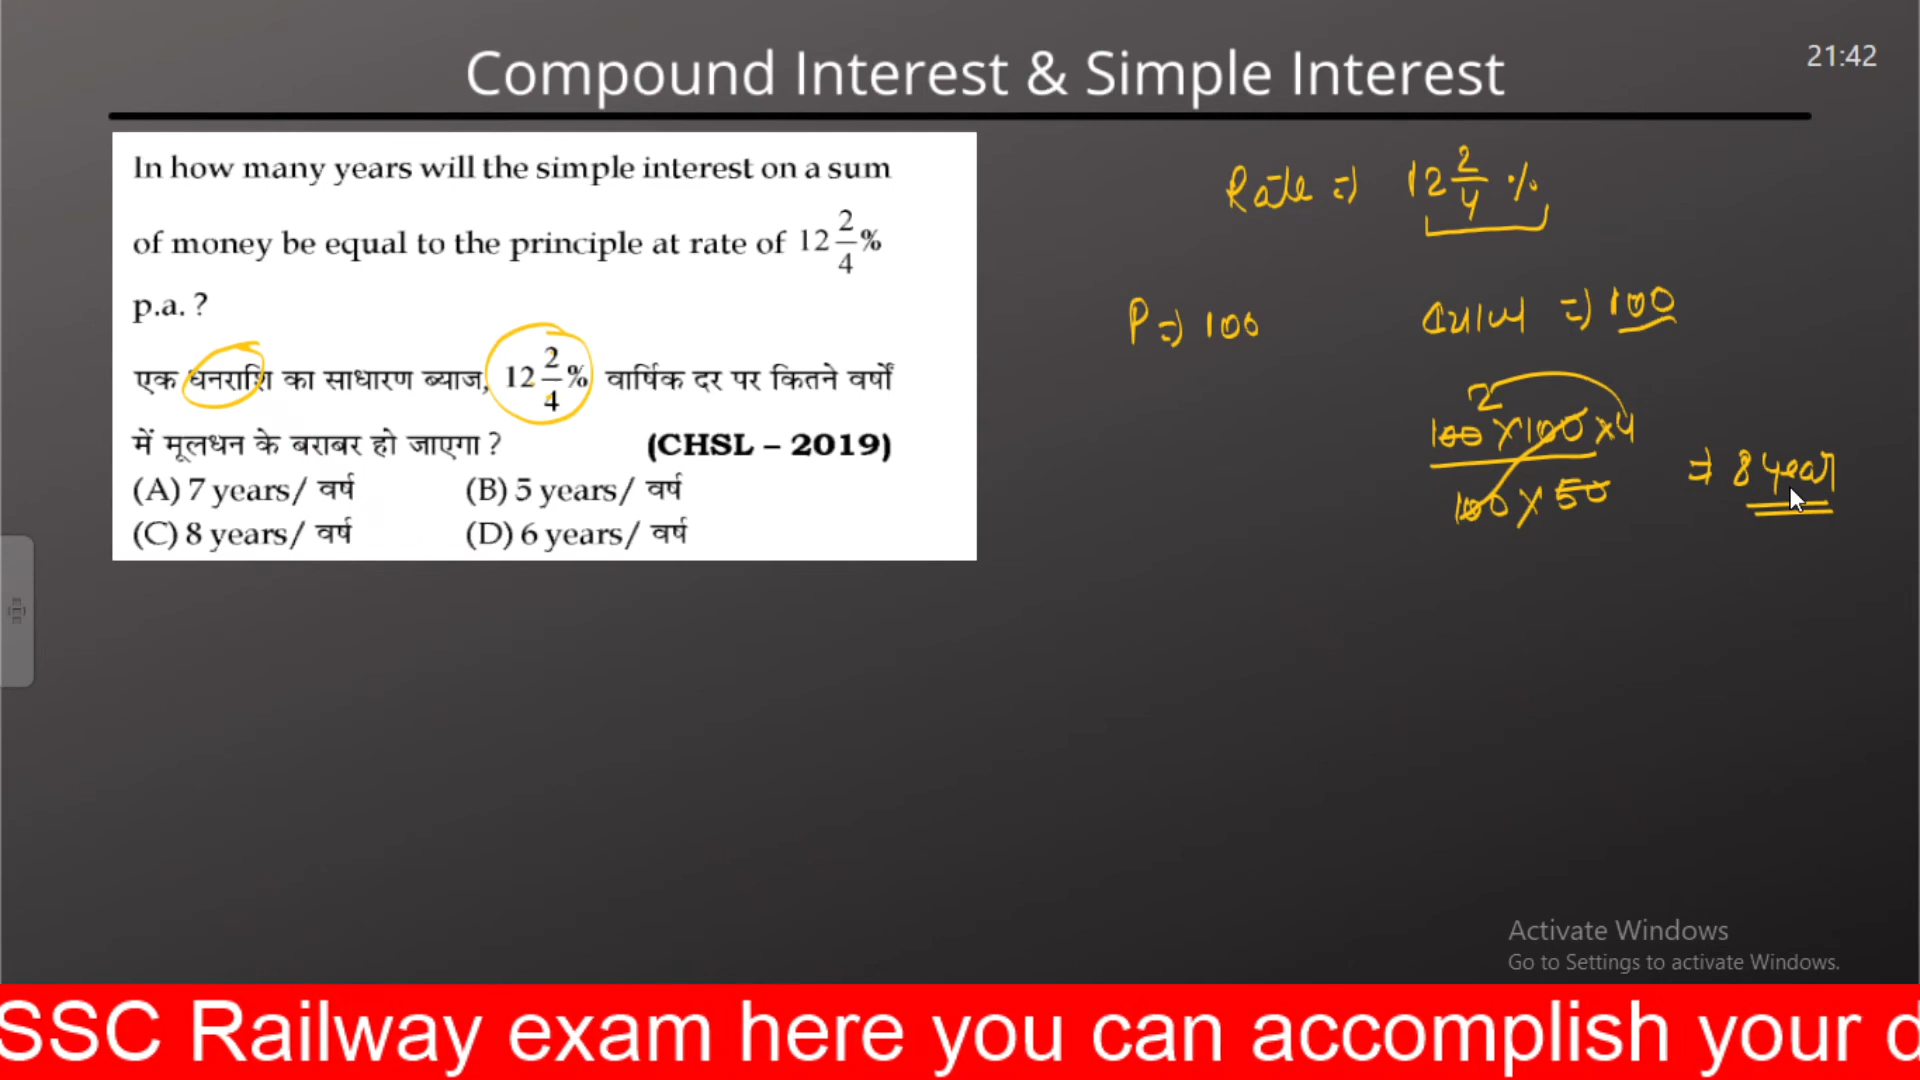 Compound Interest & Simple Interest
21:42
In how many years will the simple interest on a sum
of money be equal to the principle at rate of 12 2/4 %
p.a. ?
एक धनराशि का साधारण ब्याज, 12 2/4 % वार्षिक दर पर कितने वर्षों
में मूलधन के बराबर हो जाएगा ? (CHSL – 2019)
(A) 7 years/ वर्ष (B) 5 years/ वर्ष
(C) 8 years/ वर्ष (D) 6 years/ वर्ष
Rate => 12 2/4 %
P => 100 ब्याज => 100
2
100 × 100 × 4
100 × 50
=> 8 year
Activate Windows
Go to Settings to activate Windows.
SSC Railway exam here you can accomplish your d